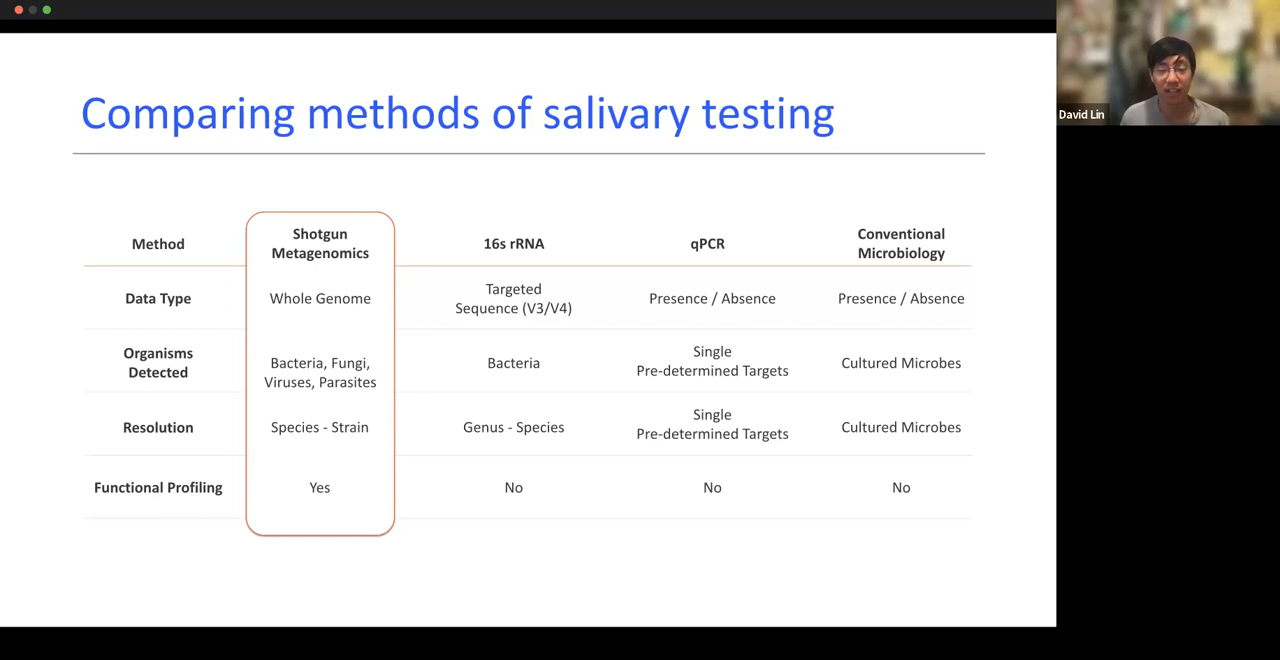 Comparing methods of salivary testing
David Lin
Method
Shotgun
Metagenomics
16s rRNA
qPCR
Conventional
Microbiology
Data Type
Whole Genome
Targeted
Sequence (V3/V4)
Presence / Absence
Presence / Absence
Organisms
Detected
Bacteria, Fungi,
Viruses, Parasites
Bacteria
Single
Pre-determined Targets
Cultured Microbes
Resolution
Species - Strain
Genus - Species
Single
Pre-determined Targets
Cultured Microbes
Functional Profiling
Yes
No
No
No